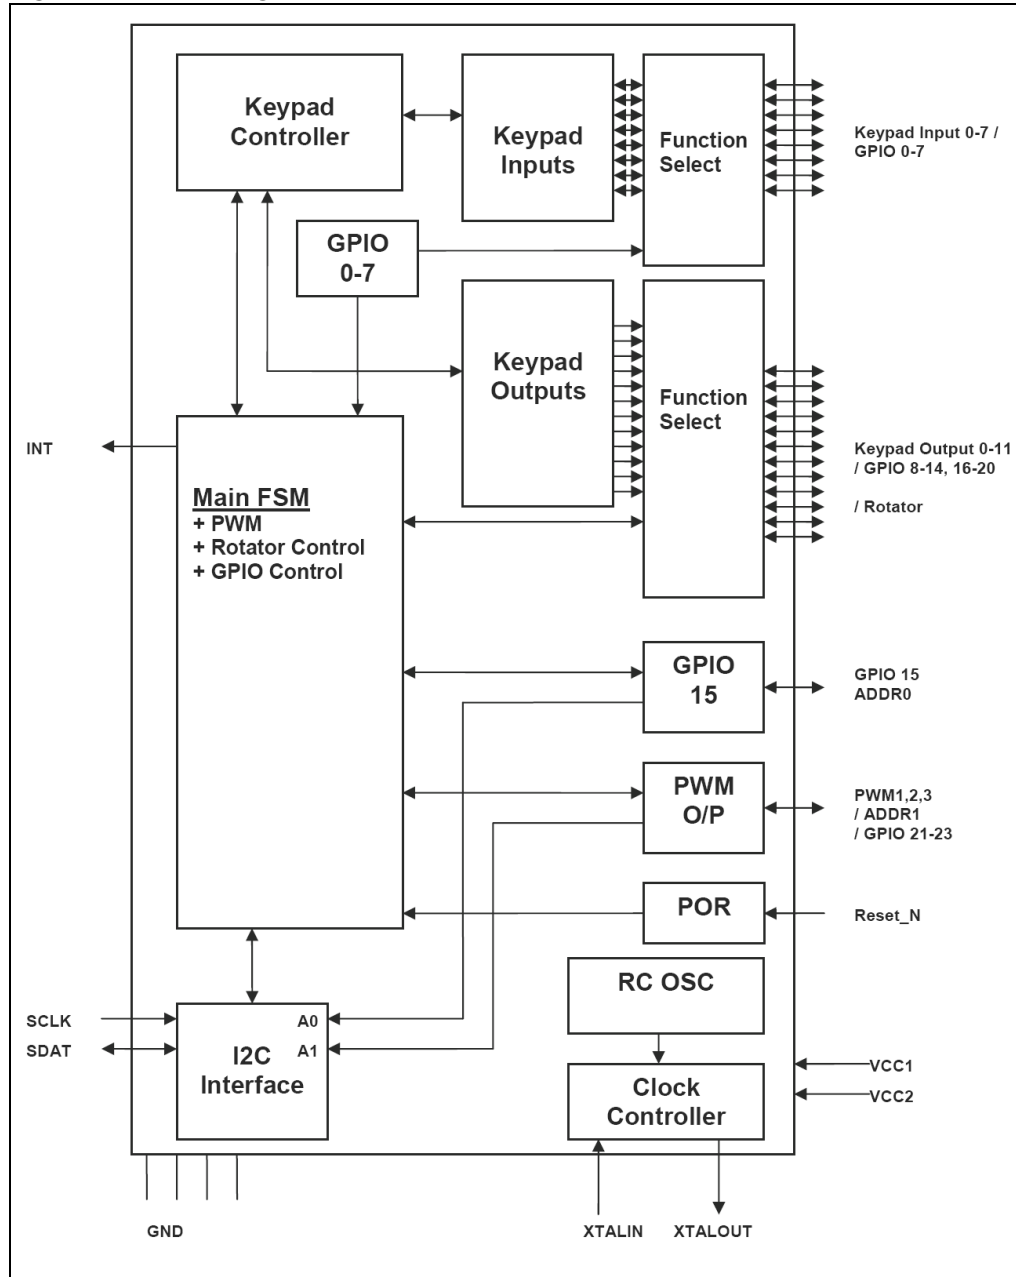 Keypad
Controller
Keypad
Inputs
Function
Select
Keypad Input 0-7 /
GPIO 0-7
GPIO
0-7
Keypad
Outputs
Function
Select
INT
Keypad Output 0-11
/ GPIO 8-14, 16-20
/ Rotator
Main FSM
+ PWM
+ Rotator Control
+ GPIO Control
GPIO
15
GPIO 15
ADDR0
PWM
O/P
PWM1,2,3
/ ADDR1
/ GPIO 21-23
POR
Reset_N
RC OSC
SCLK
SDAT
A0
A1
I2C
Interface
Clock
Controller
VCC1
VCC2
GND
XTALIN
XTALOUT